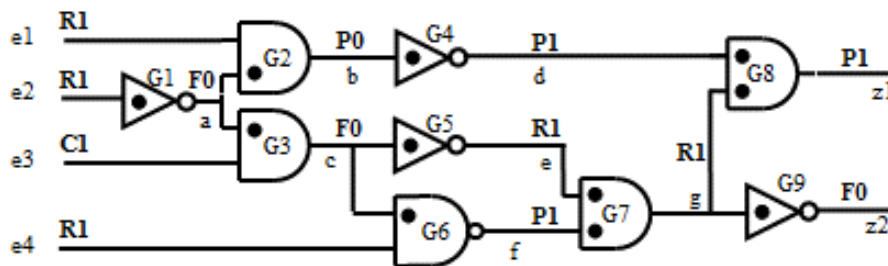 e1 R1 G2 P0 G4 P1 G8 P1
b d z1
e2 R1 G1 F0
a
e3 C1 G3 F0 G5 R1 R1 G9 F0
c e g z2
e4 R1 G6 P1 G7
f